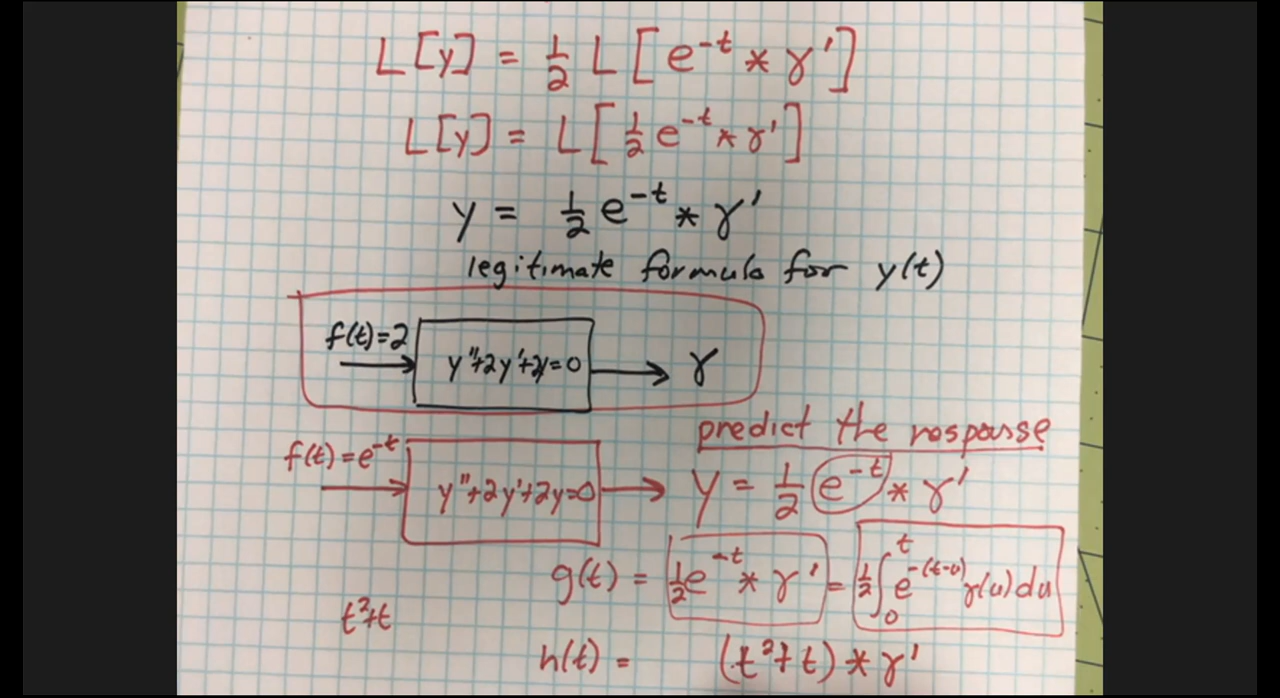 L[y] = 1/2 L[e^-t * γ']
L[y] = L[1/2 e^-t * γ']
y = 1/2 e^-t * γ'
legitimate formula for y(t)
f(t)=2
y"+2y'+2y=0
γ
predict the response
f(t)=e^-t
y"+2y'+2y=0
y = 1/2 e^-t * γ'
g(t) = 1/2 e^-t * γ' = 1/2 ∫_0^t e^-(t-u) γ(u) du
t²+t
h(t) = (t²+t) * γ'